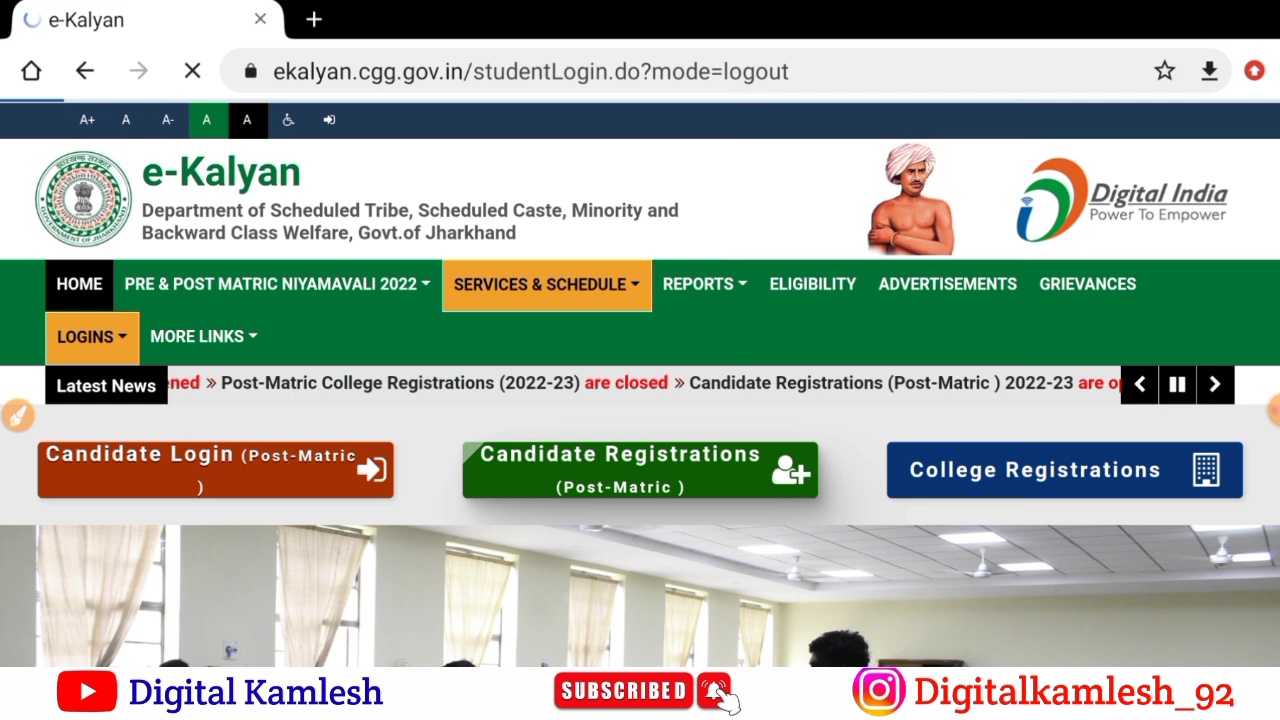 e-Kalyan
ekalyan.cgg.gov.in/studentLogin.do?mode=logout
A+ A A- A A
e-Kalyan
Department of Scheduled Tribe, Scheduled Caste, Minority and
Backward Class Welfare, Govt.of Jharkhand
Digital India
Power To Empower
HOME PRE & POST MATRIC NIYAMAVALI 2022 SERVICES & SCHEDULE REPORTS ELIGIBILITY ADVERTISEMENTS GRIEVANCES
LOGINS MORE LINKS
Latest News ned » Post-Matric College Registrations (2022-23) are closed » Candidate Registrations (Post-Matric ) 2022-23 are
Candidate Login (Post-Matric
)
Candidate Registrations
(Post-Matric )
College Registrations
Digital Kamlesh SUBSCRIBED Digitalkamlesh_92